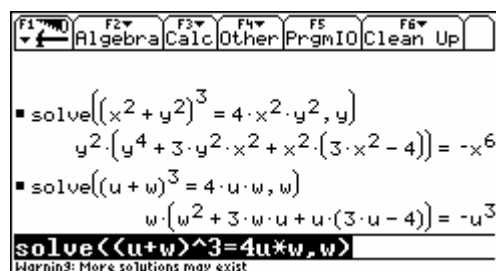 F1 F2 Algebra F3 Calc F4 Other F5 PrgmIO F6 Clean Up
▪ solve((x² + y²)³ = 4·x²·y², y)
y²·(y⁴ + 3·y²·x² + x²·(3·x² - 4)) = -x⁶
▪ solve((u + w)³ = 4·u·w, w)
w·(w² + 3·w·u + u·(3·u - 4)) = -u³
solve((u+w)^3=4u*w,w)
Warning: More solutions may exist